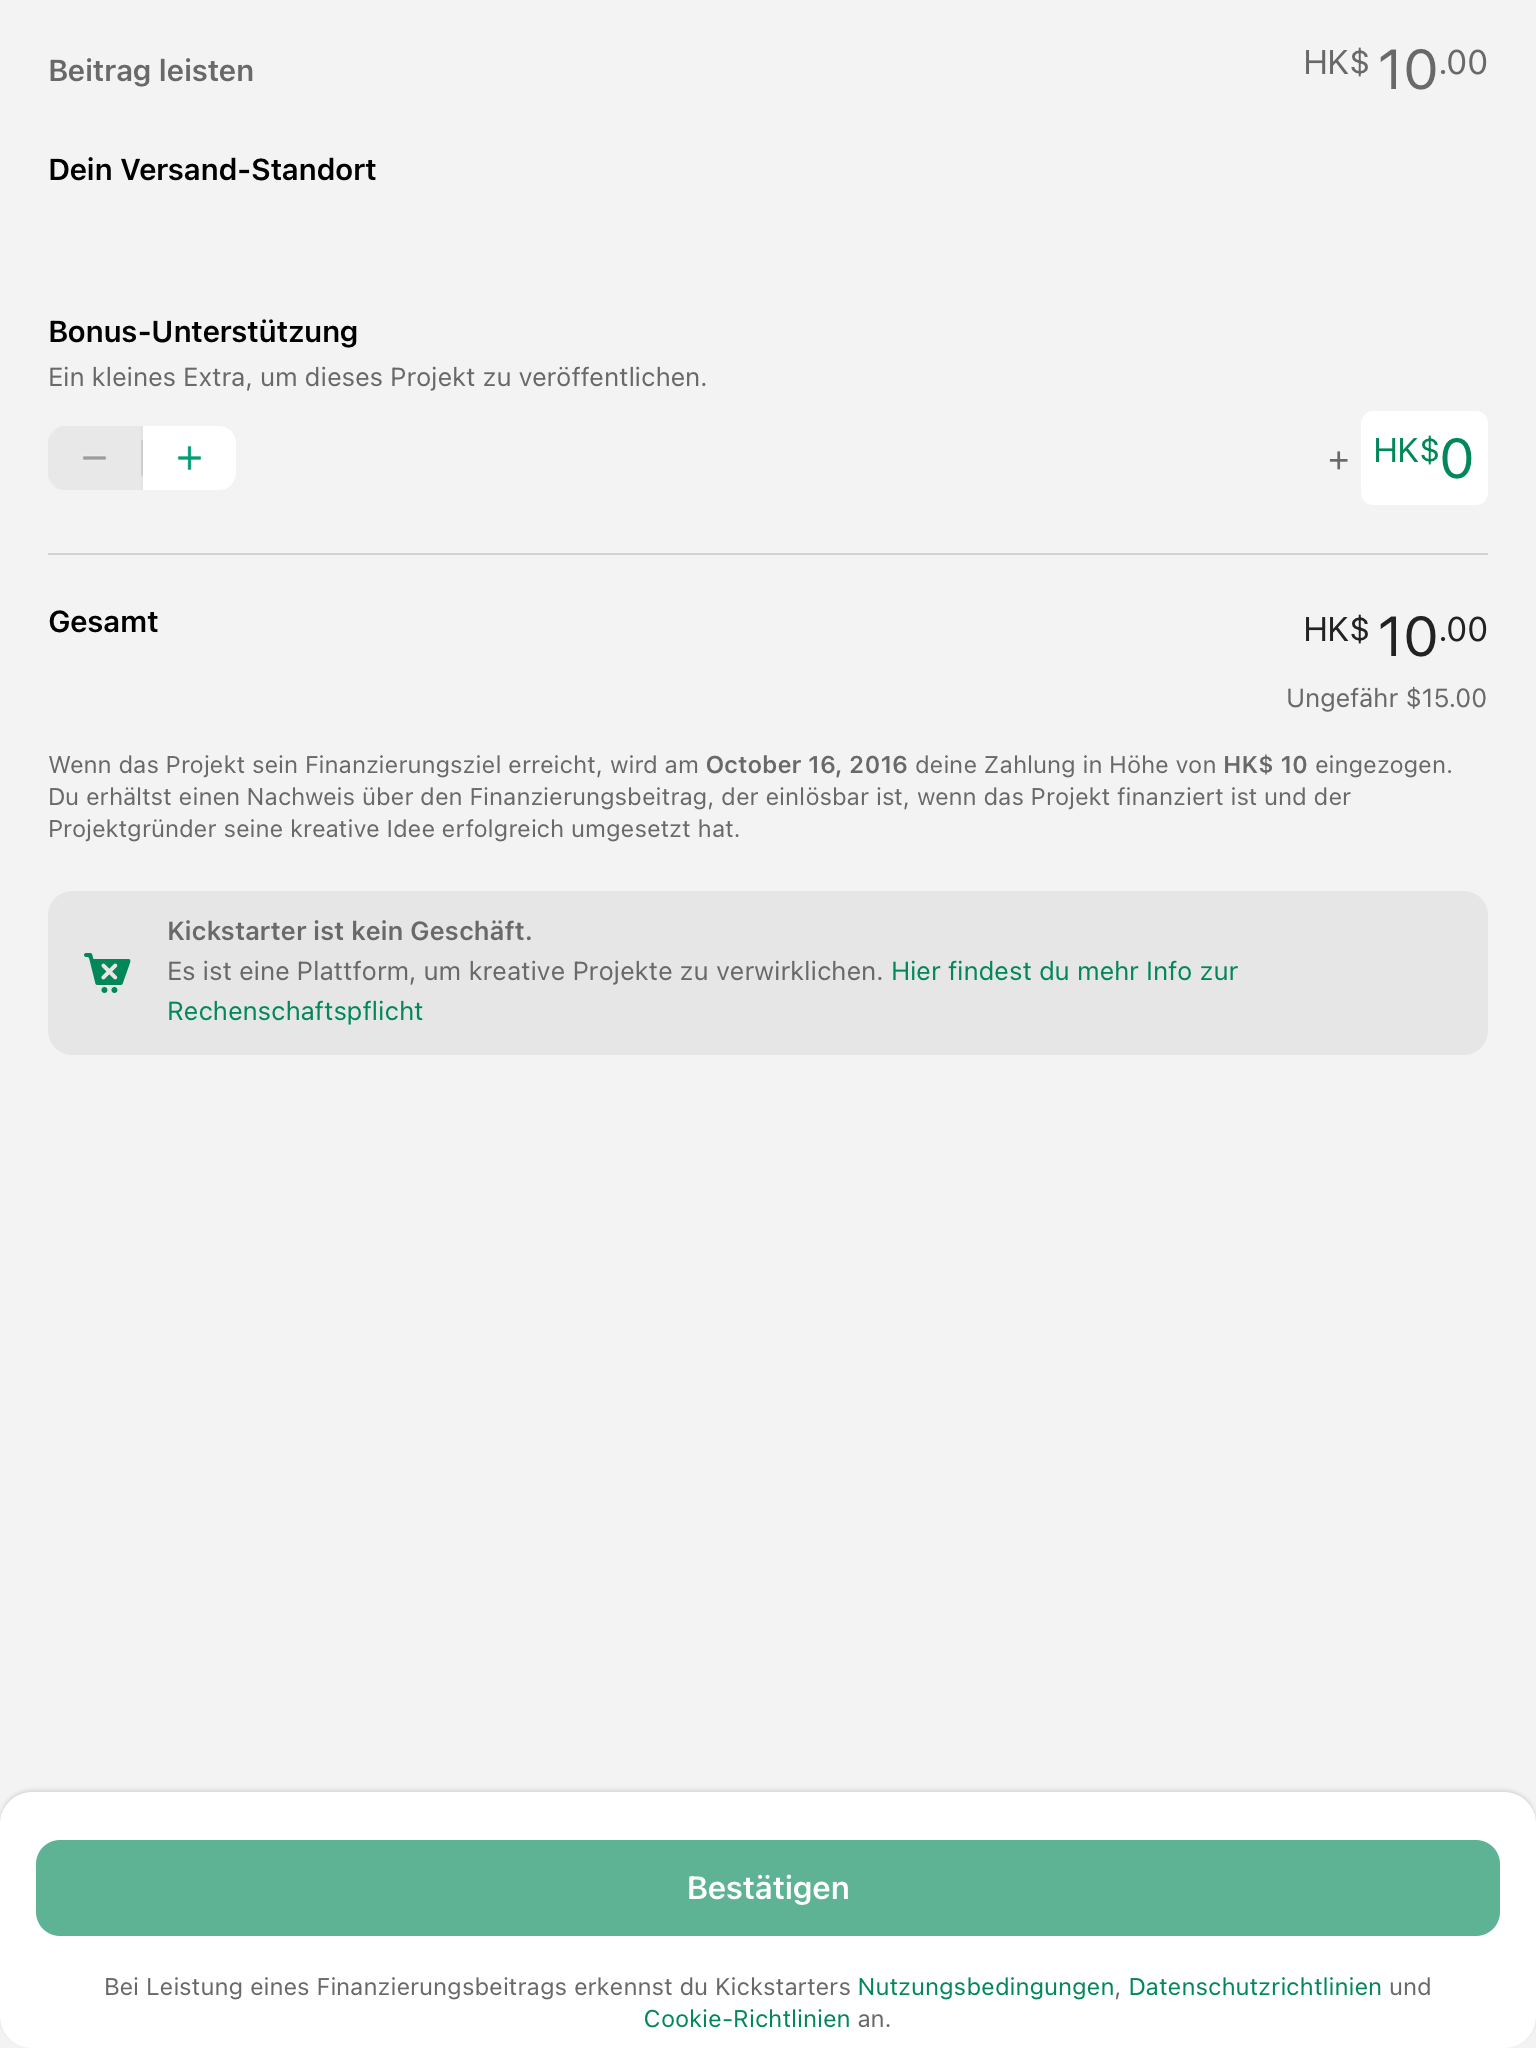 Beitrag leisten HK$ 10.00
Dein Versand-Standort
Bonus-Unterstützung
Ein kleines Extra, um dieses Projekt zu veröffentlichen.
− + + HK$0
Gesamt HK$ 10.00
Ungefähr $15.00
Wenn das Projekt sein Finanzierungsziel erreicht, wird am October 16, 2016 deine Zahlung in Höhe von HK$ 10 eingezogen.
Du erhältst einen Nachweis über den Finanzierungsbeitrag, der einlösbar ist, wenn das Projekt finanziert ist und der
Projektgründer seine kreative Idee erfolgreich umgesetzt hat.
Kickstarter ist kein Geschäft.
Es ist eine Plattform, um kreative Projekte zu verwirklichen. Hier findest du mehr Info zur
Rechenschaftspflicht
Bestätigen
Bei Leistung eines Finanzierungsbeitrags erkennst du Kickstarters Nutzungsbedingungen, Datenschutzrichtlinien und
Cookie-Richtlinien an.